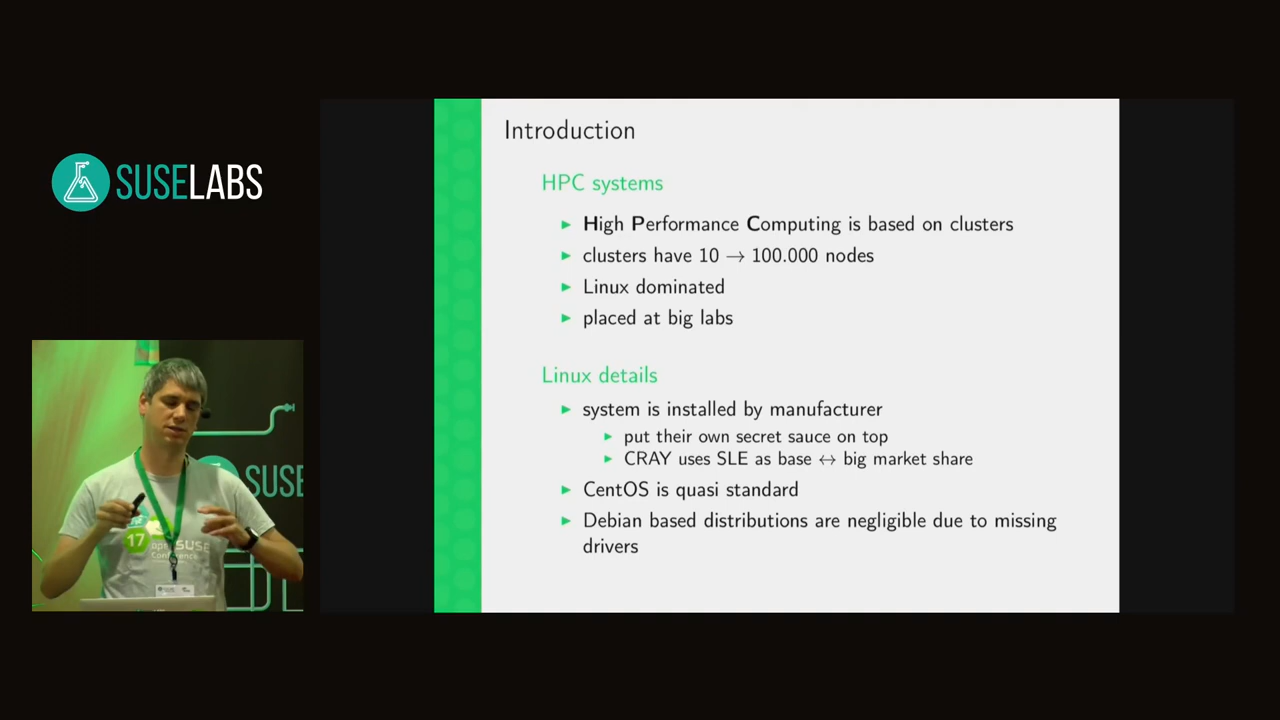 SUSELABS
Introduction
HPC systems
High Performance Computing is based on clusters
clusters have 10 → 100.000 nodes
Linux dominated
placed at big labs
Linux details
system is installed by manufacturer
put their own secret sauce on top
CRAY uses SLE as base ↔ big market share
CentOS is quasi standard
Debian based distributions are negligible due to missing
drivers
SUSE
17
openSUSE
Conference